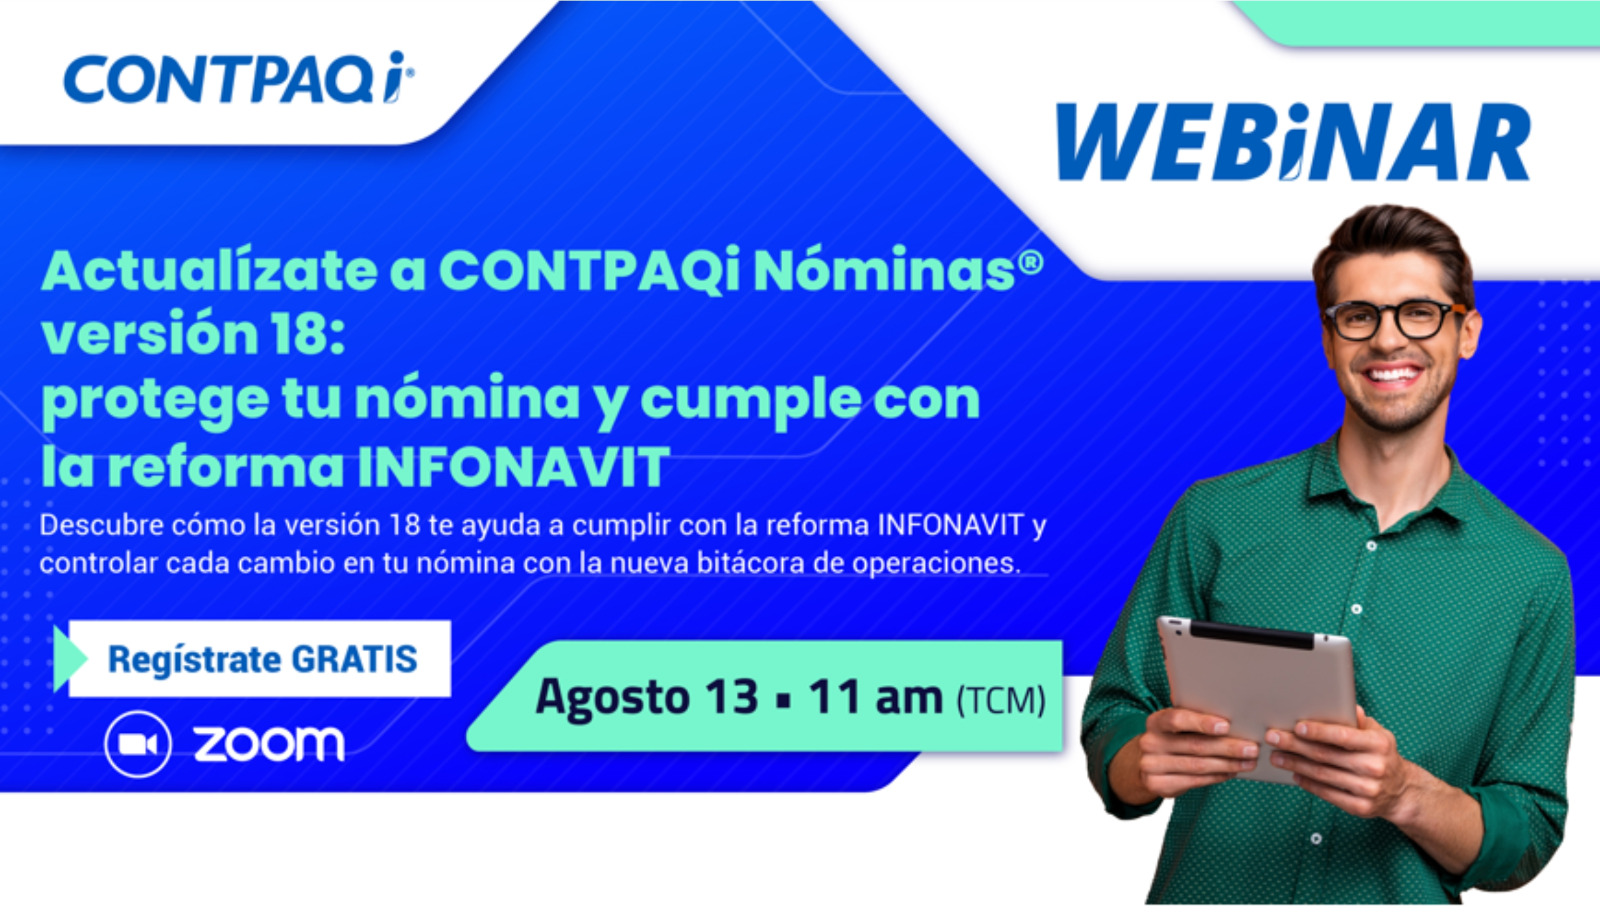 CONTPAQi®
WEBiNAR
Actualízate a CONTPAQi Nóminas®
versión 18:
protege tu nómina y cumple con
la reforma INFONAVIT
Descubre cómo la versión 18 te ayuda a cumplir con la reforma INFONAVIT y
controlar cada cambio en tu nómina con la nueva bitácora de operaciones.
Regístrate GRATIS
Agosto 13 ▪ 11 am (TCM)
zoom